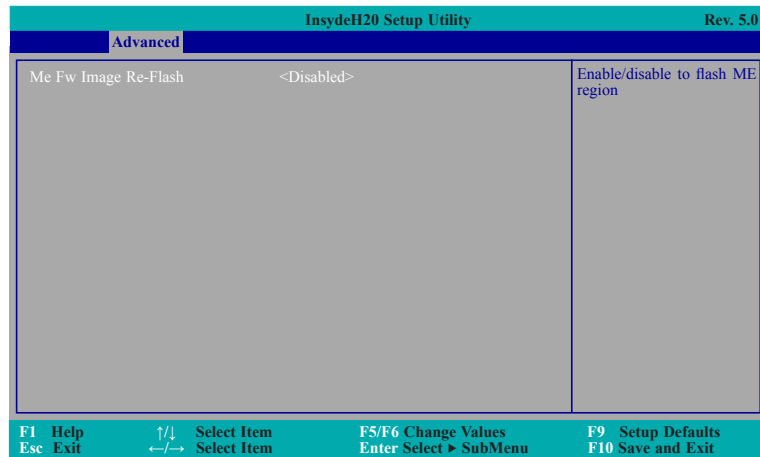 InsydeH20 Setup Utility Rev. 5.0
Advanced
Me Fw Image Re-Flash <Disabled>
Enable/disable to flash ME
region
F1 Help ↑/↓ Select Item F5/F6 Change Values F9 Setup Defaults
Esc Exit ←/→ Select Item Enter Select ► SubMenu F10 Save and Exit